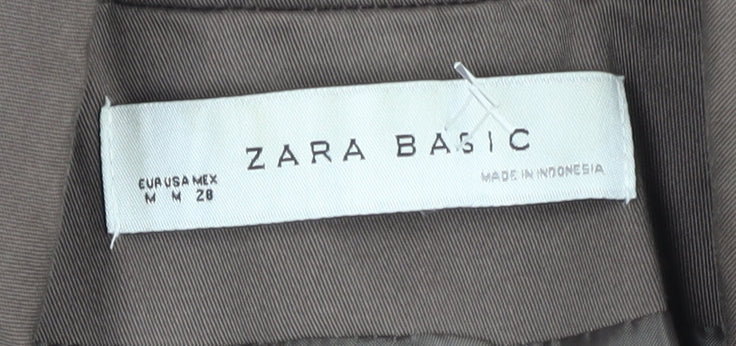 ZARA BASIC
EUR USA MEX
M M 28
MADE IN INDONESIA